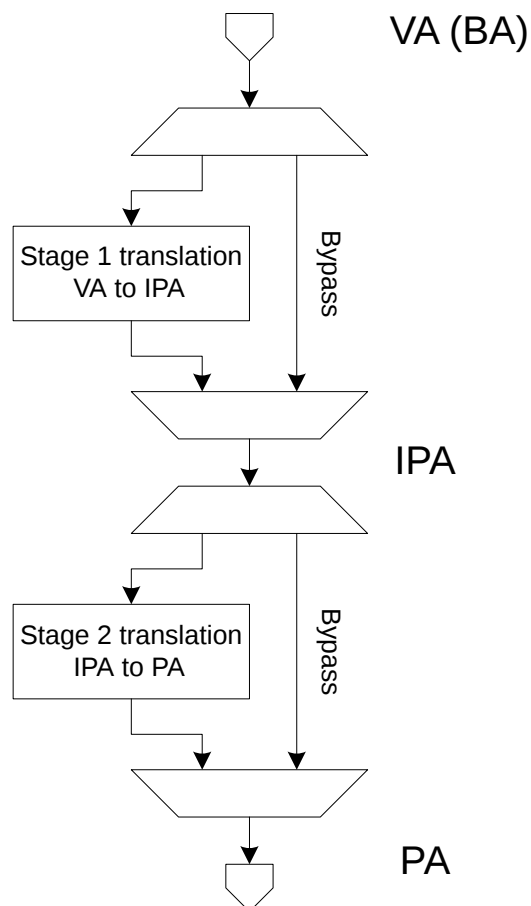 VA (BA)
Stage 1 translation
VA to IPA
Bypass
IPA
Stage 2 translation
IPA to PA
Bypass
PA